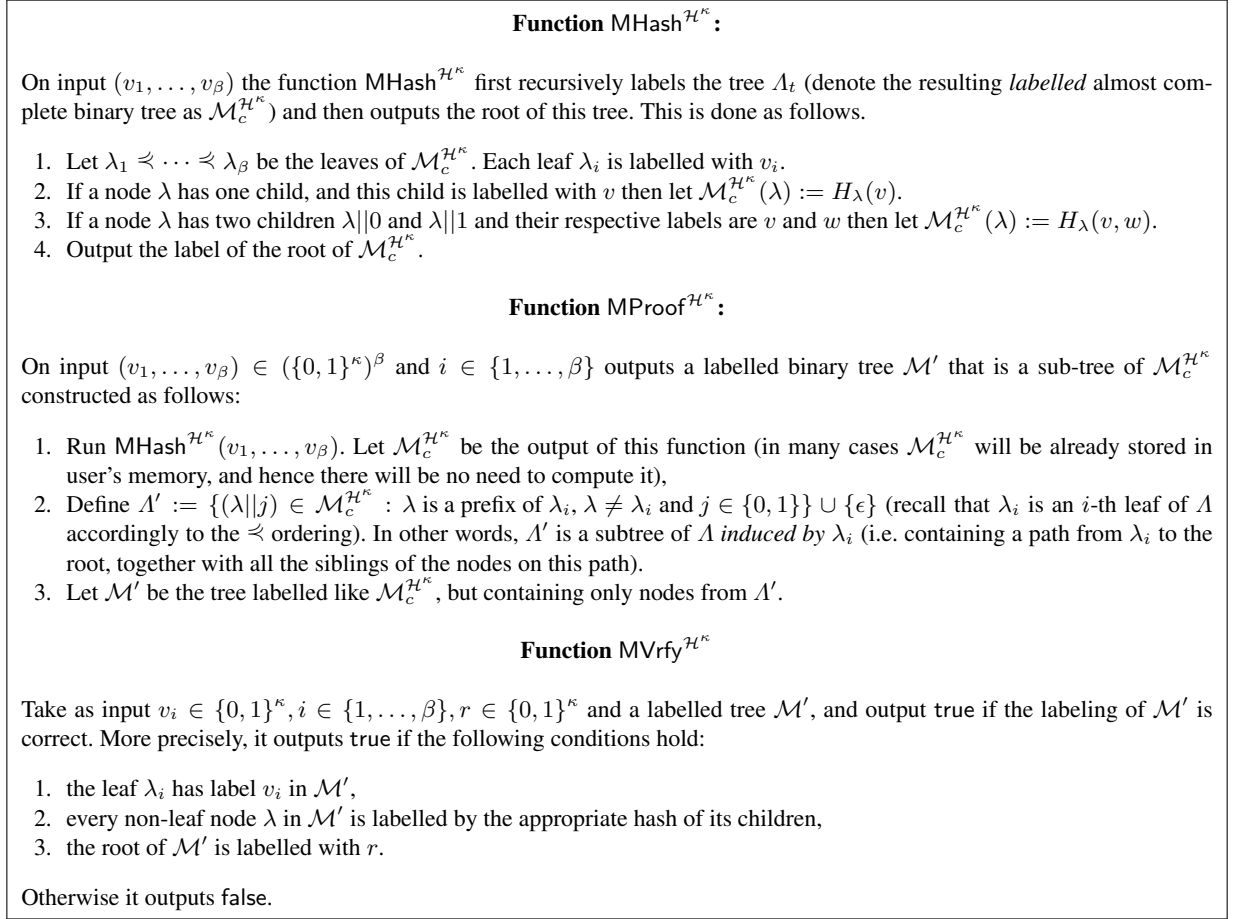 Function MHash^{H^κ}:
On input (v_1, . . . , v_β) the function MHash^{H^κ} first recursively labels the tree Λ_t (denote the resulting labelled almost com-
plete binary tree as M_c^{H^κ}) and then outputs the root of this tree. This is done as follows.
1. Let λ_1 ≼ · · · ≼ λ_β be the leaves of M_c^{H^κ}. Each leaf λ_i is labelled with v_i.
2. If a node λ has one child, and this child is labelled with v then let M_c^{H^κ}(λ) := H_λ(v).
3. If a node λ has two children λ||0 and λ||1 and their respective labels are v and w then let M_c^{H^κ}(λ) := H_λ(v, w).
4. Output the label of the root of M_c^{H^κ}.
Function MProof^{H^κ}:
On input (v_1, . . . , v_β) ∈ ({0, 1}^κ)^β and i ∈ {1, . . . , β} outputs a labelled binary tree M′ that is a sub-tree of M_c^{H^κ}
constructed as follows:
1. Run MHash^{H^κ}(v_1, . . . , v_β). Let M_c^{H^κ} be the output of this function (in many cases M_c^{H^κ} will be already stored in
user's memory, and hence there will be no need to compute it),
2. Define Λ′ := {(λ||j) ∈ M_c^{H^κ} : λ is a prefix of λ_i, λ ≠ λ_i and j ∈ {0, 1}} ∪ {ϵ} (recall that λ_i is an i-th leaf of Λ
accordingly to the ≼ ordering). In other words, Λ′ is a subtree of Λ induced by λ_i (i.e. containing a path from λ_i to the
root, together with all the siblings of the nodes on this path).
3. Let M′ be the tree labelled like M_c^{H^κ}, but containing only nodes from Λ′.
Function MVrfy^{H^κ}
Take as input v_i ∈ {0, 1}^κ, i ∈ {1, . . . , β}, r ∈ {0, 1}^κ and a labelled tree M′, and output true if the labeling of M′ is
correct. More precisely, it outputs true if the following conditions hold:
1. the leaf λ_i has label v_i in M′,
2. every non-leaf node λ in M′ is labelled by the appropriate hash of its children,
3. the root of M′ is labelled with r.
Otherwise it outputs false.